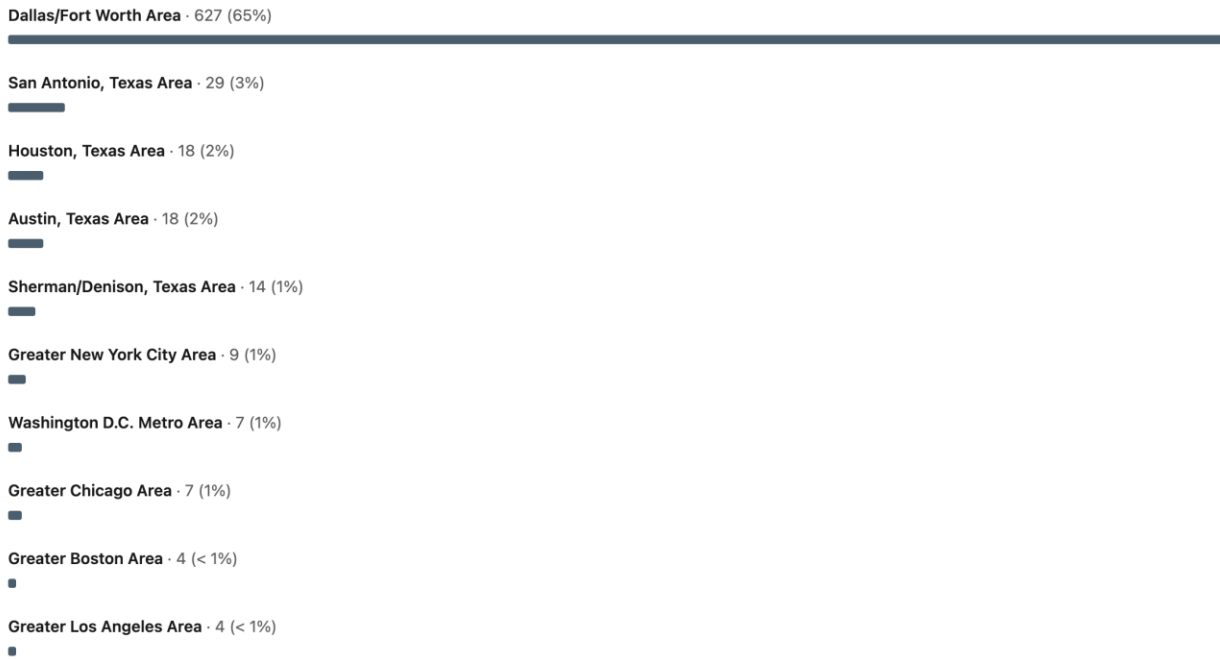 Dallas/Fort Worth Area · 627 (65%)
San Antonio, Texas Area · 29 (3%)
Houston, Texas Area · 18 (2%)
Austin, Texas Area · 18 (2%)
Sherman/Denison, Texas Area · 14 (1%)
Greater New York City Area · 9 (1%)
Washington D.C. Metro Area · 7 (1%)
Greater Chicago Area · 7 (1%)
Greater Boston Area · 4 (< 1%)
Greater Los Angeles Area · 4 (< 1%)